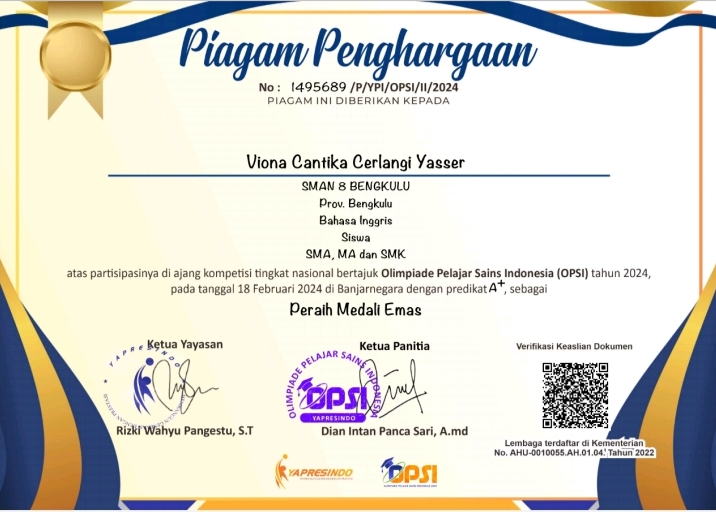 Piagam Penghargaan
No : 1495689 /P/YPI/OPSI/II/2024
PIAGAM INI DIBERIKAN KEPADA
Viona Cantika Cerlangi Yasser
SMAN 8 BENGKULU
Prov. Bengkulu
Bahasa Inggris
Siswa
SMA, MA dan SMK
atas partisipasinya di ajang kompetisi tingkat nasional bertajuk Olimpiade Pelajar Sains Indonesia (OPSI) tahun 2024,
pada tanggal 18 Februari 2024 di Banjarnegara dengan predikat A+, sebagai
Peraih Medali Emas
Ketua Yayasan
YAPRESINDO
Rizki Wahyu Pangestu, S.T
Ketua Panitia
OLIMPIADE PELAJAR SAINS INDONESIA
OPSI
YAPRESINDO
Dian Intan Panca Sari, A.md
Verifikasi Keaslian Dokumen
Lembaga terdaftar di Kementerian
No. AHU-0010055.AH.01.04. Tahun 2022
YAPRESINDO
OPSI